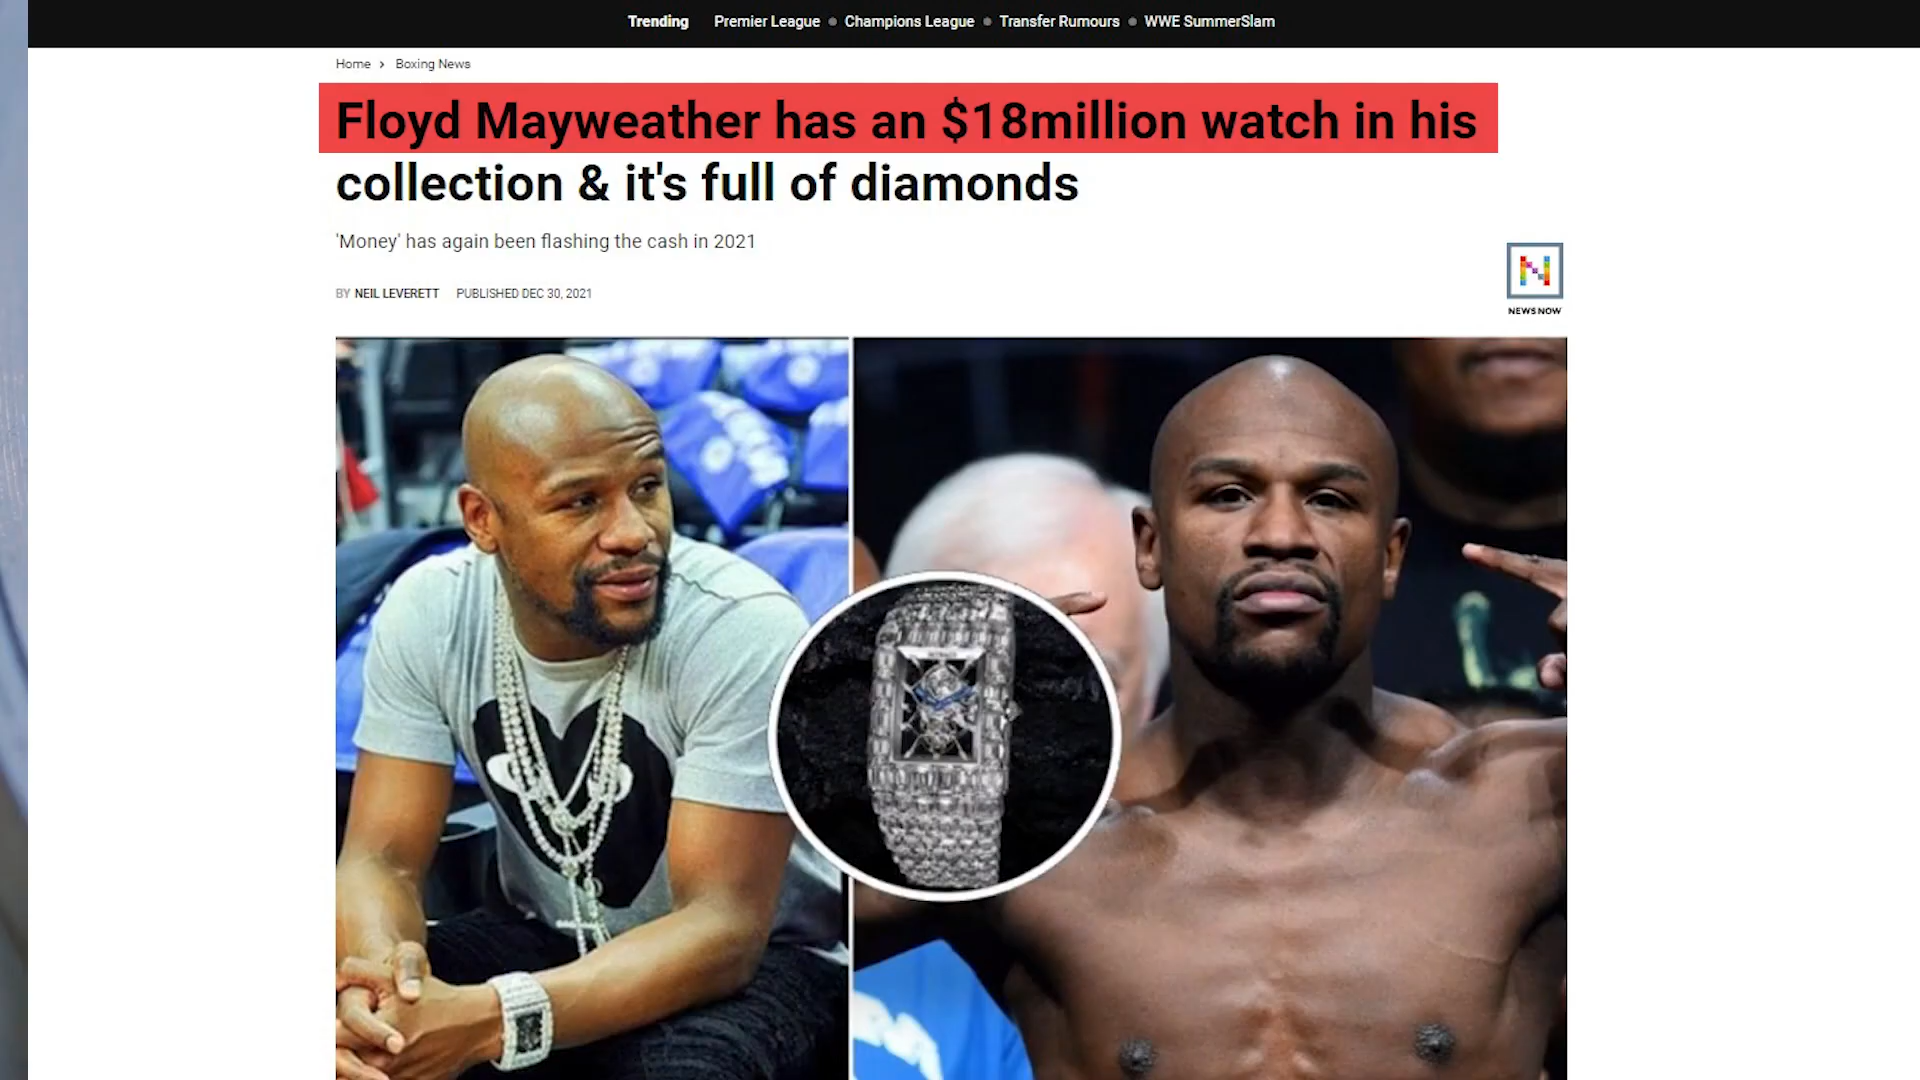 Trending Premier League Champions League Transfer Rumours WWE SummerSlam
Home > Boxing News
Floyd Mayweather has an $18million watch in his
collection & it's full of diamonds
'Money' has again been flashing the cash in 2021
BY NEIL LEVERETT PUBLISHED DEC 30, 2021
N
NEWS NOW